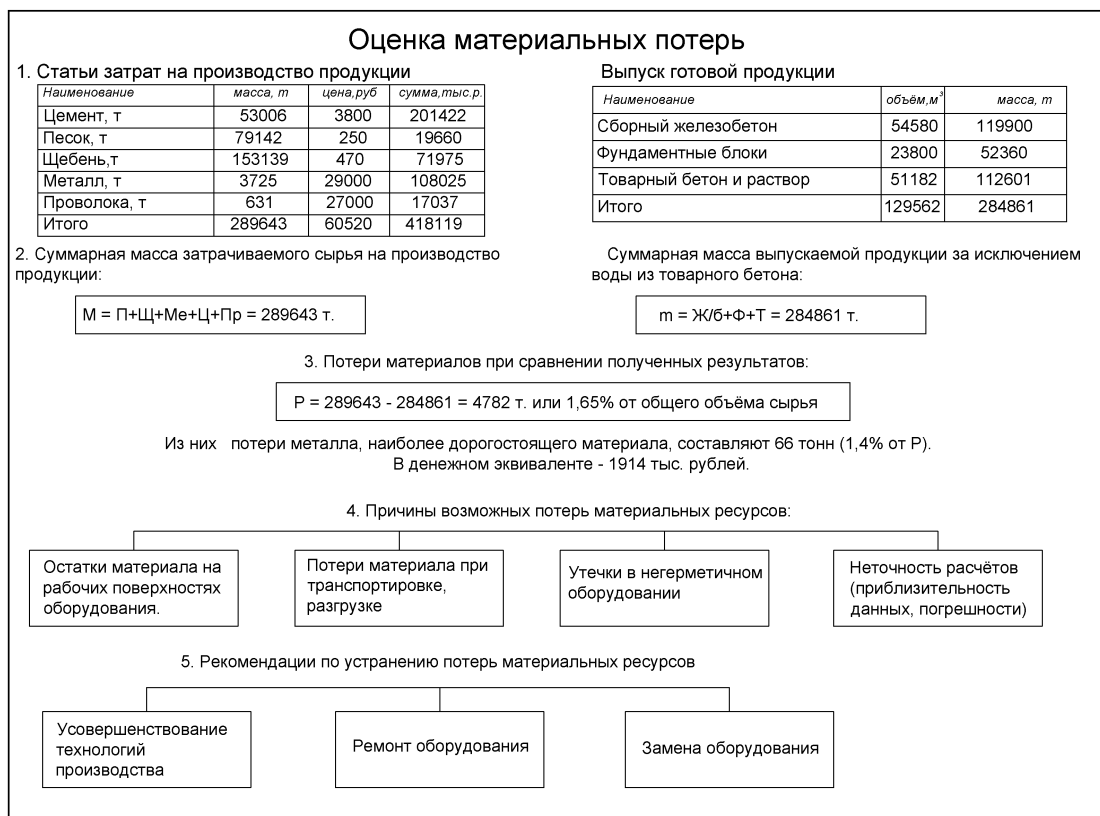 Оценка материальных потерь
1. Статьи затрат на производство продукции
Наименование масса, т цена,руб сумма,тыс.р.
Цемент, т 53006 3800 201422
Песок, т 79142 250 19660
Щебень,т 153139 470 71975
Металл, т 3725 29000 108025
Проволока, т 631 27000 17037
Итого 289643 60520 418119
Выпуск готовой продукции
Наименование объём,м³ масса, т
Сборный железобетон 54580 119900
Фундаментные блоки 23800 52360
Товарный бетон и раствор 51182 112601
Итого 129562 284861
2. Суммарная масса затрачиваемого сырья на производство
продукции:
М = П+Щ+Ме+Ц+Пр = 289643 т.
Суммарная масса выпускаемой продукции за исключением
воды из товарного бетона:
m = Ж/б+Ф+Т = 284861 т.
3. Потери материалов при сравнении полученных результатов:
Р = 289643 - 284861 = 4782 т. или 1,65% от общего объёма сырья
Из них потери металла, наиболее дорогостоящего материала, составляют 66 тонн (1,4% от Р).
В денежном эквиваленте - 1914 тыс. рублей.
4. Причины возможных потерь материальных ресурсов:
Остатки материала на
рабочих поверхностях
оборудования.
Потери материала при
транспортировке,
разгрузке
Утечки в негерметичном
оборудовании
Неточность расчётов
(приблизительность
данных, погрешности)
5. Рекомендации по устранению потерь материальных ресурсов
Усовершенствование
технологий
производства
Ремонт оборудования
Замена оборудования